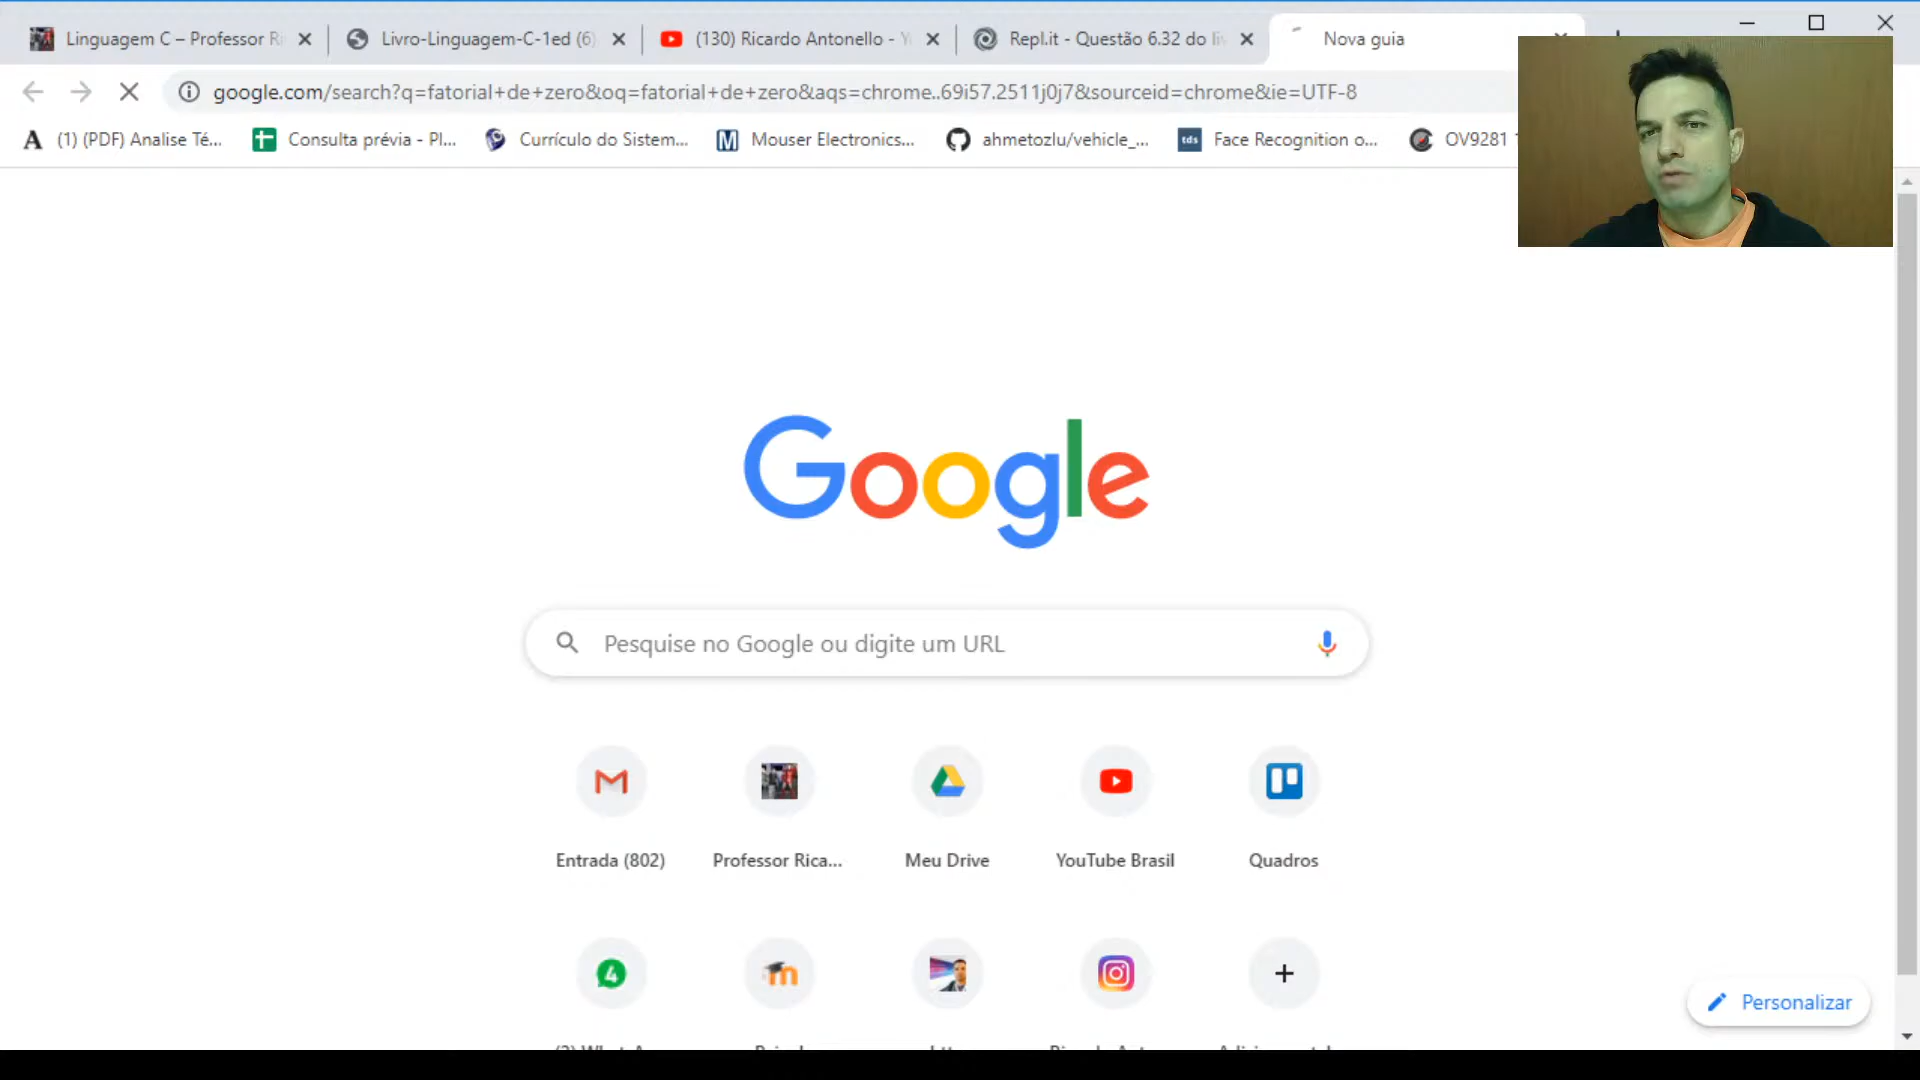 Linguagem C – Professor Ri
Livro-Linguagem-C-1ed (6)
(130) Ricardo Antonello - Y
Repl.it - Questão 6.32 do li
Nova guia
google.com/search?q=fatorial+de+zero&oq=fatorial+de+zero&aqs=chrome..69i57.2511j0j7&sourceid=chrome&ie=UTF-8
A (1) (PDF) Analise Té...
Consulta prévia - Pl...
Currículo do Sistem...
M Mouser Electronics...
ahmetozlu/vehicle_...
tds Face Recognition o...
OV9281
Google
Pesquise no Google ou digite um URL
Entrada (802)
Professor Rica...
Meu Drive
YouTube Brasil
Quadros
4
m
Personalizar